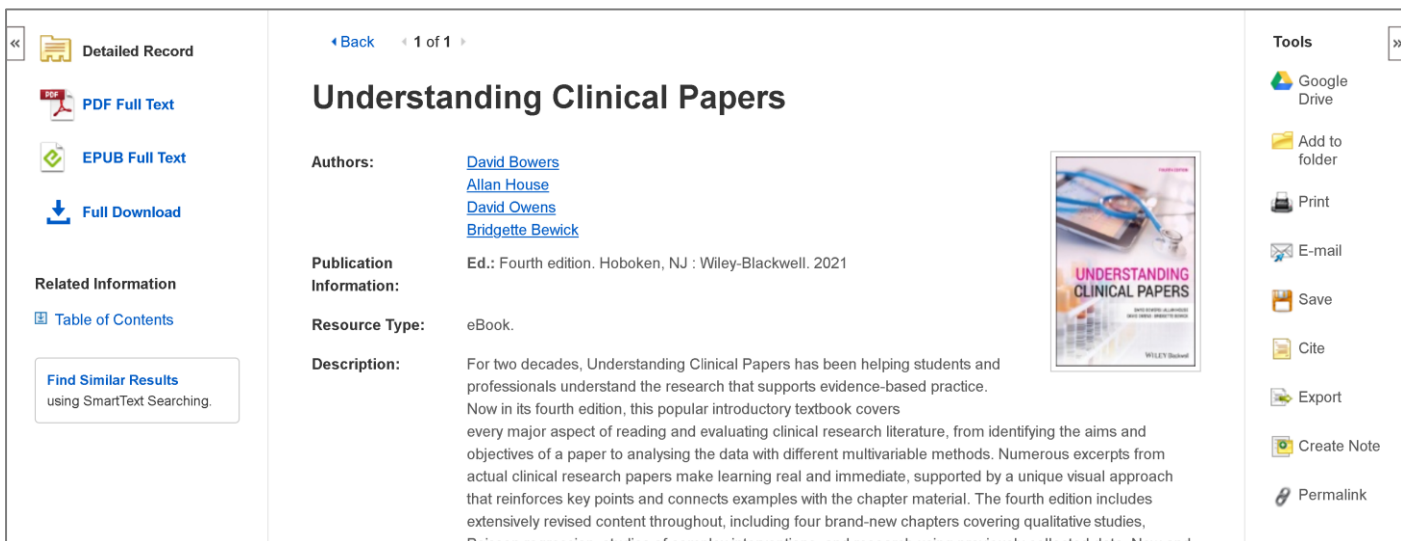 «
Detailed Record
PDF
PDF Full Text
EPUB Full Text
Full Download
Related Information
Table of Contents
Find Similar Results
using SmartText Searching.
Back 1 of 1
Understanding Clinical Papers
Authors:
David Bowers
Allan House
David Owens
Bridgette Bewick
Publication
Information:
Ed.: Fourth edition. Hoboken, NJ : Wiley-Blackwell. 2021
Resource Type:
eBook.
Description:
For two decades, Understanding Clinical Papers has been helping students and
professionals understand the research that supports evidence-based practice.
Now in its fourth edition, this popular introductory textbook covers
every major aspect of reading and evaluating clinical research literature, from identifying the aims and
objectives of a paper to analysing the data with different multivariable methods. Numerous excerpts from
actual clinical research papers make learning real and immediate, supported by a unique visual approach
that reinforces key points and connects examples with the chapter material. The fourth edition includes
extensively revised content throughout, including four brand-new chapters covering qualitative studies,
UNDERSTANDING
CLINICAL PAPERS
WILEY Blackwell
Tools
»
Google
Drive
Add to
folder
Print
E-mail
Save
Cite
Export
Create Note
Permalink